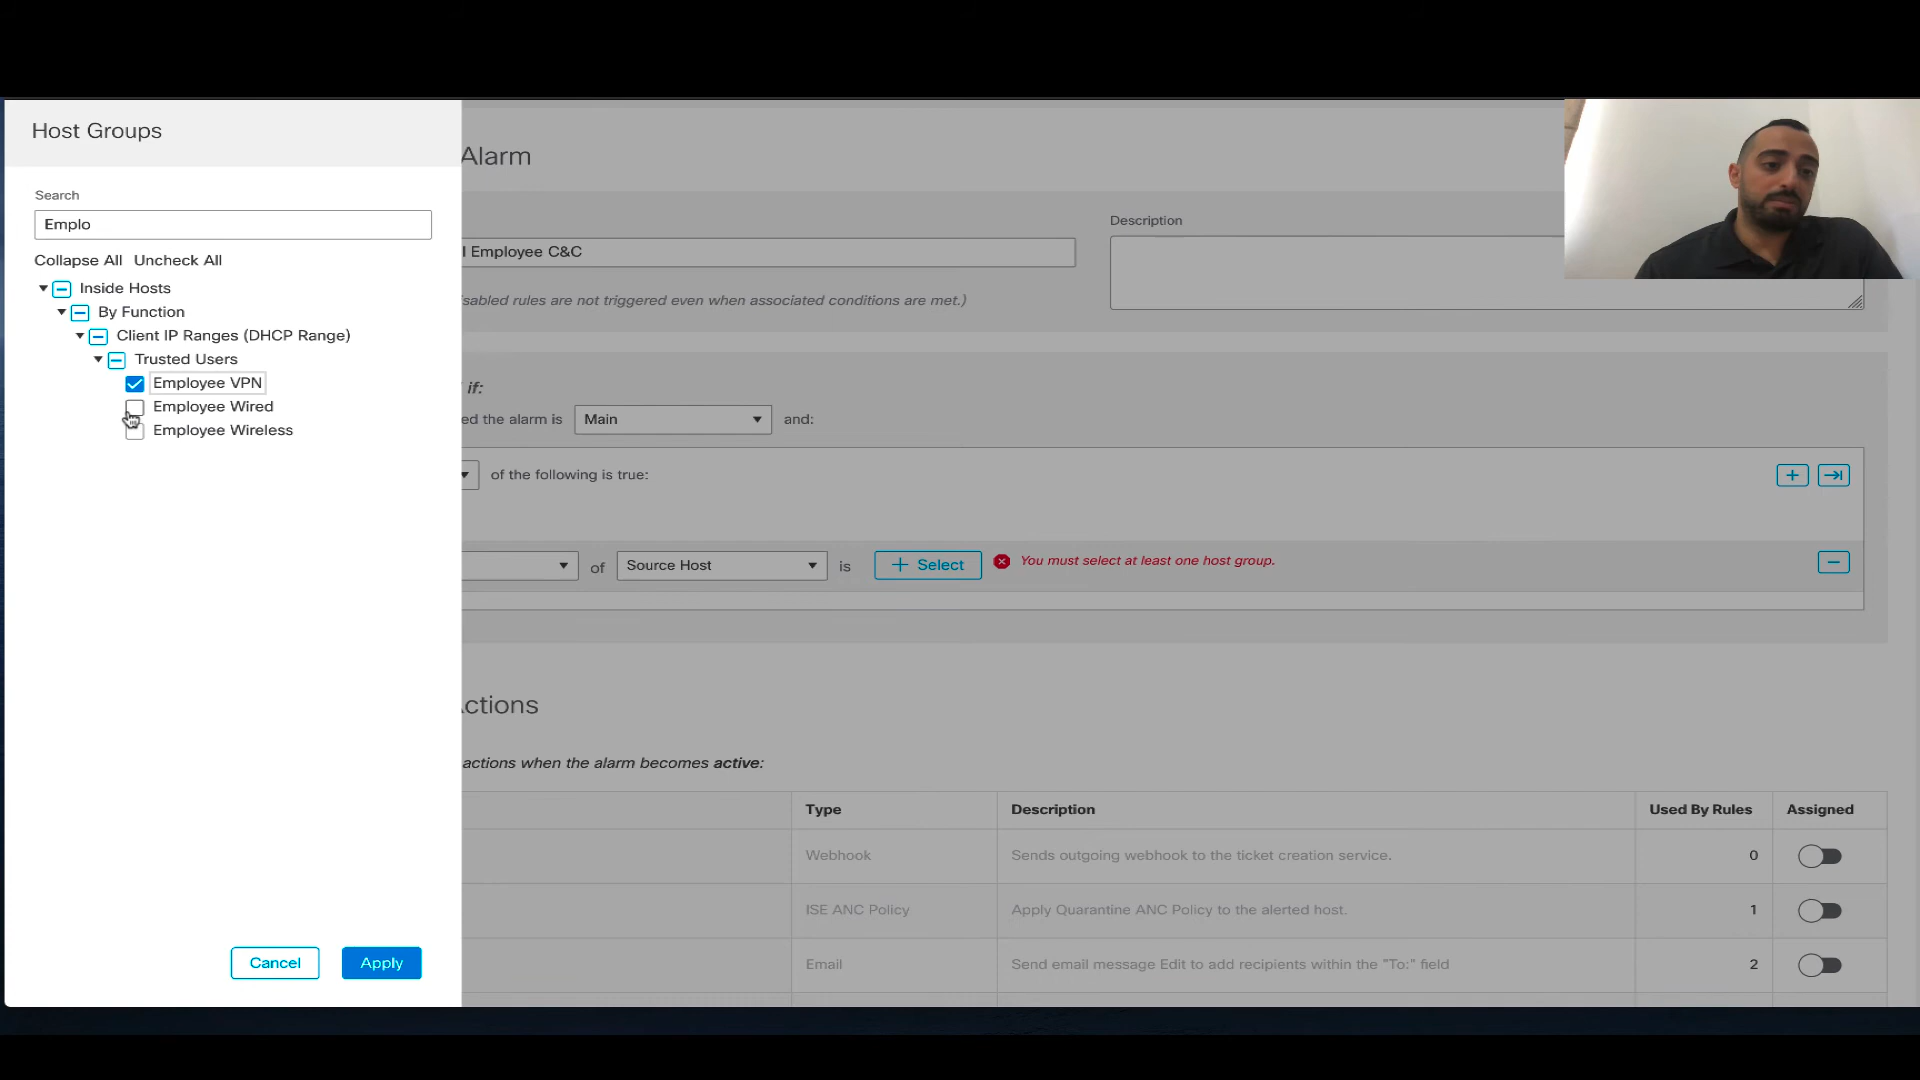 Host Groups
Search
Emplo
Collapse All Uncheck All
Inside Hosts
By Function
Client IP Ranges (DHCP Range)
Trusted Users
Employee VPN
Employee Wired
Employee Wireless
Cancel Apply
Alarm
Description
Employee C&C
sabled rules are not triggered even when associated conditions are met.)
if:
ed the alarm is Main and:
of the following is true:
of Source Host is + Select You must select at least one host group.
Actions
actions when the alarm becomes active:
Type Description Used By Rules Assigned
Webhook Sends outgoing webhook to the ticket creation service. 0
ISE ANC Policy Apply Quarantine ANC Policy to the alerted host. 1
Email Send email message Edit to add recipients within the "To:" field 2